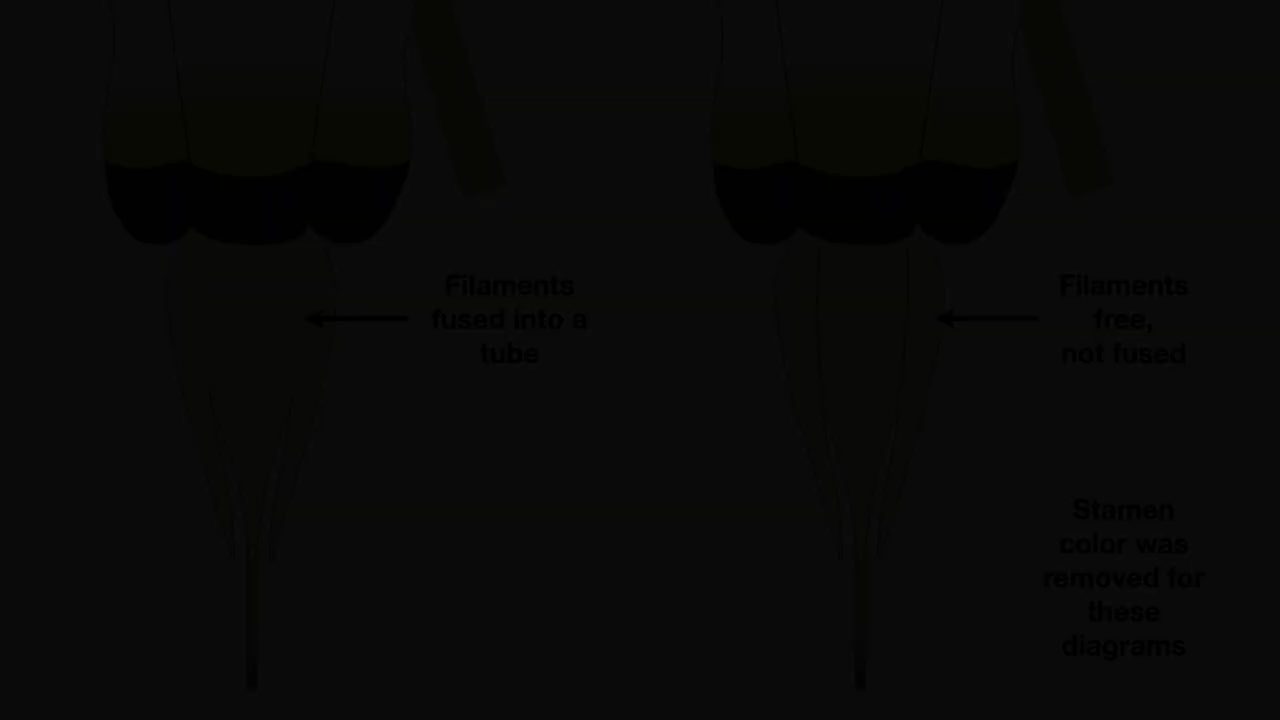 Filaments
fused into a
tube
Filaments
free,
not fused
Stamen
color was
removed for
these
diagrams